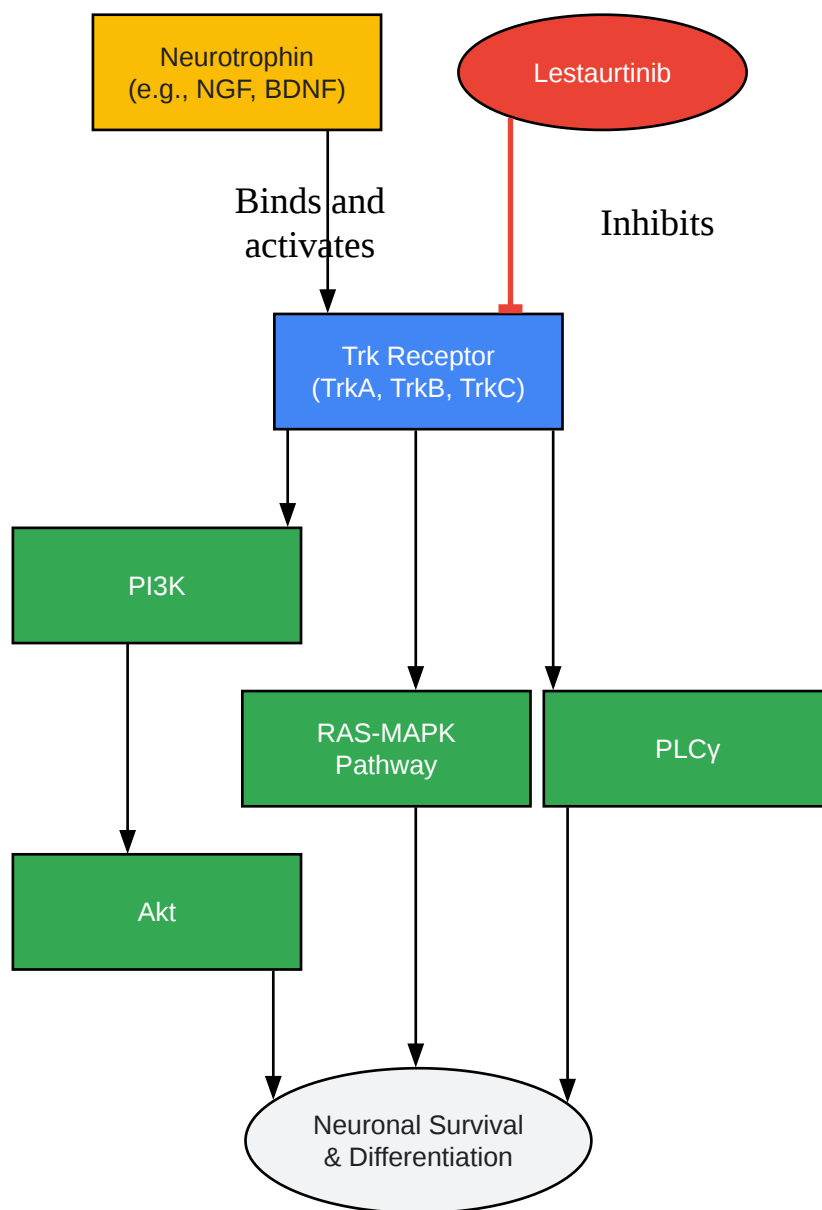 Neurotrophin
(e.g., NGF, BDNF)
Lestaurtinib
Binds and
activates
Inhibits
Trk Receptor
(TrkA, TrkB, TrkC)
PI3K
RAS-MAPK
Pathway
PLCγ
Akt
Neuronal Survival
& Differentiation